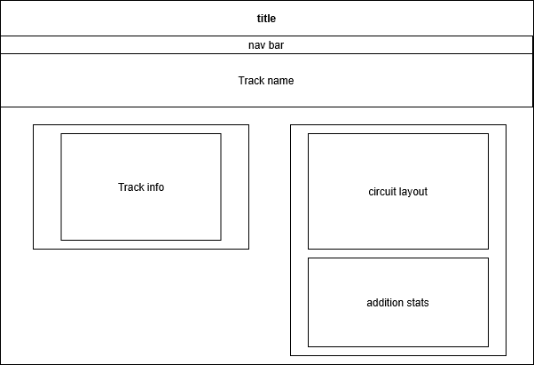 title
nav bar
Track name
Track info
circuit layout
addition stats